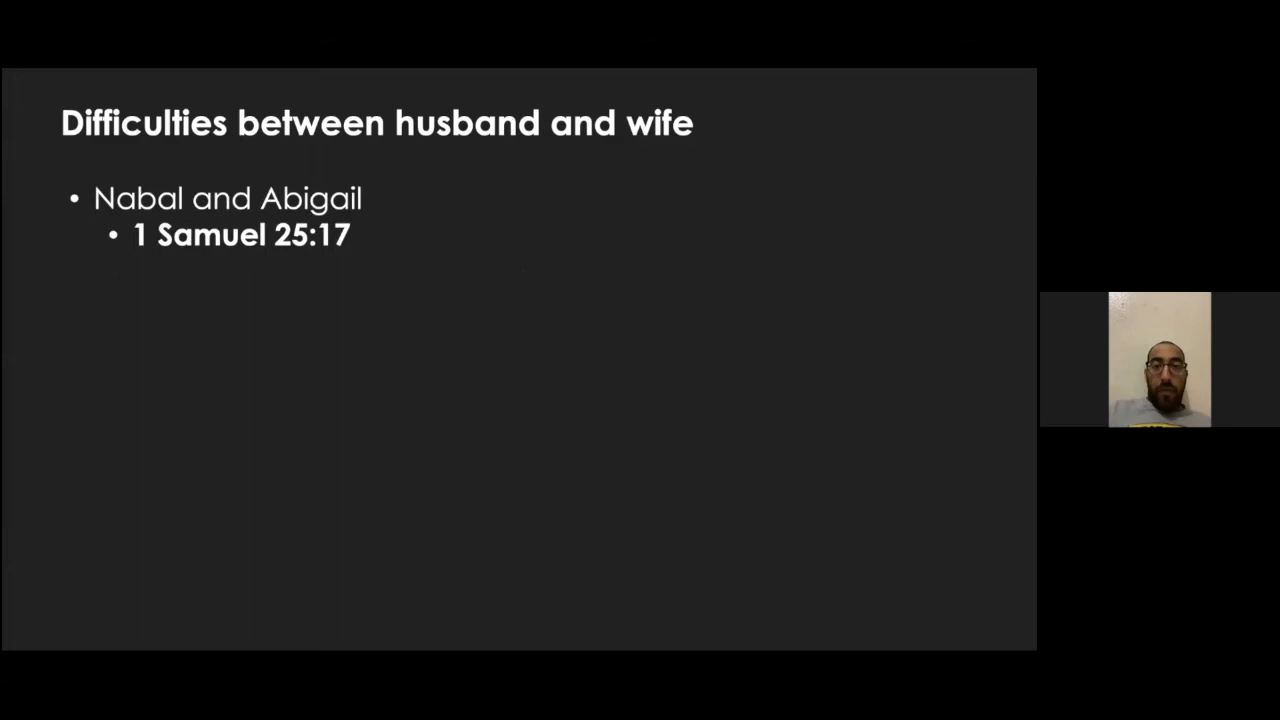 Difficulties between husband and wife
• Nabal and Abigail
• 1 Samuel 25:17